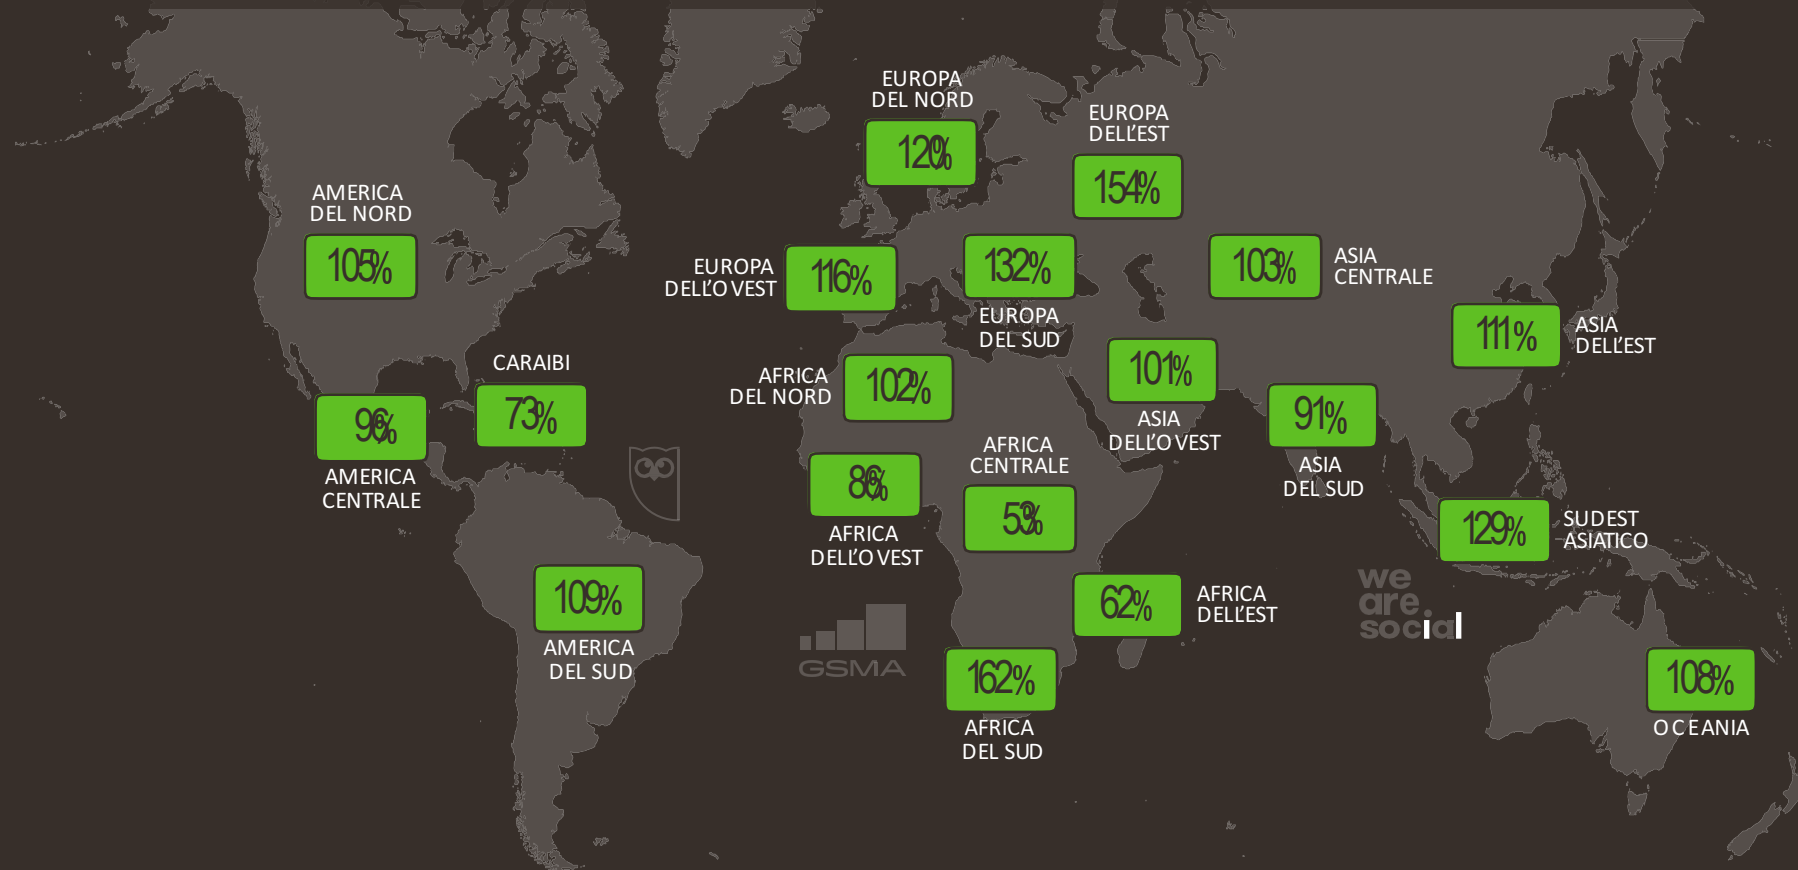 EUROPA
DEL NORD
120%
EUROPA
DELL'EST
154%
AMERICA
DEL NORD
105%
EUROPA
DELL'OVEST
116%
132%
EUROPA
DEL SUD
103%
ASIA
CENTRALE
111%
ASIA
DELL'EST
CARAIBI
73%
96%
AMERICA
CENTRALE
AFRICA
DEL NORD
102%
101%
ASIA
DELL'OVEST
91%
ASIA
DEL SUD
86%
AFRICA
DELL'OVEST
AFRICA
CENTRALE
53%
129%
SUDEST
ASIATICO
109%
AMERICA
DEL SUD
62%
AFRICA
DELL'EST
we
are
social
GSMA
162%
AFRICA
DEL SUD
108%
OCEANIA